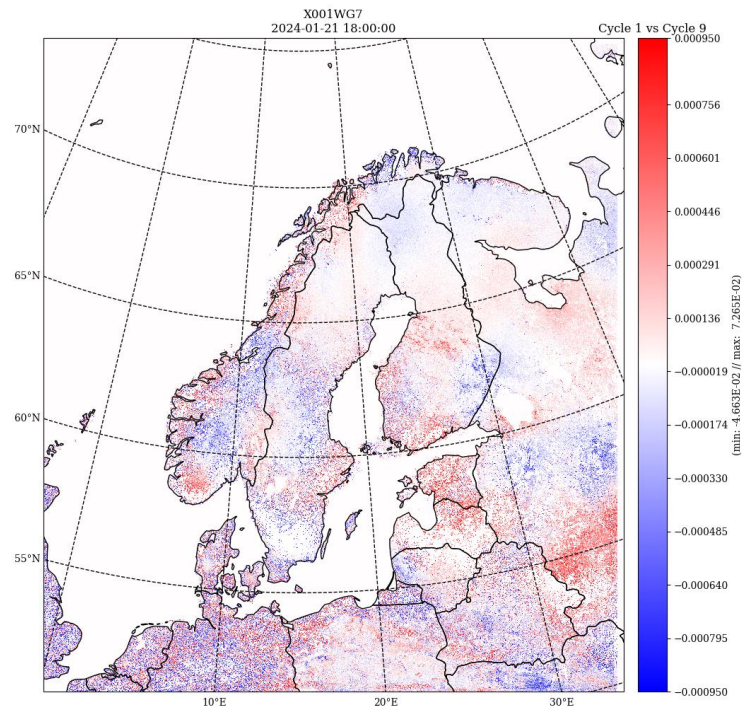 X001WG7
2024-01-21 18:00:00
Cycle 1 vs Cycle 9
70°N
65°N
60°N
55°N
10°E
20°E
30°E
0.000950
0.000756
0.000601
0.000446
0.000291
0.000136
−0.000019
−0.000174
−0.000330
−0.000485
−0.000640
−0.000795
−0.000950
(min: -4.663E-02 // max: 7.265E-02)